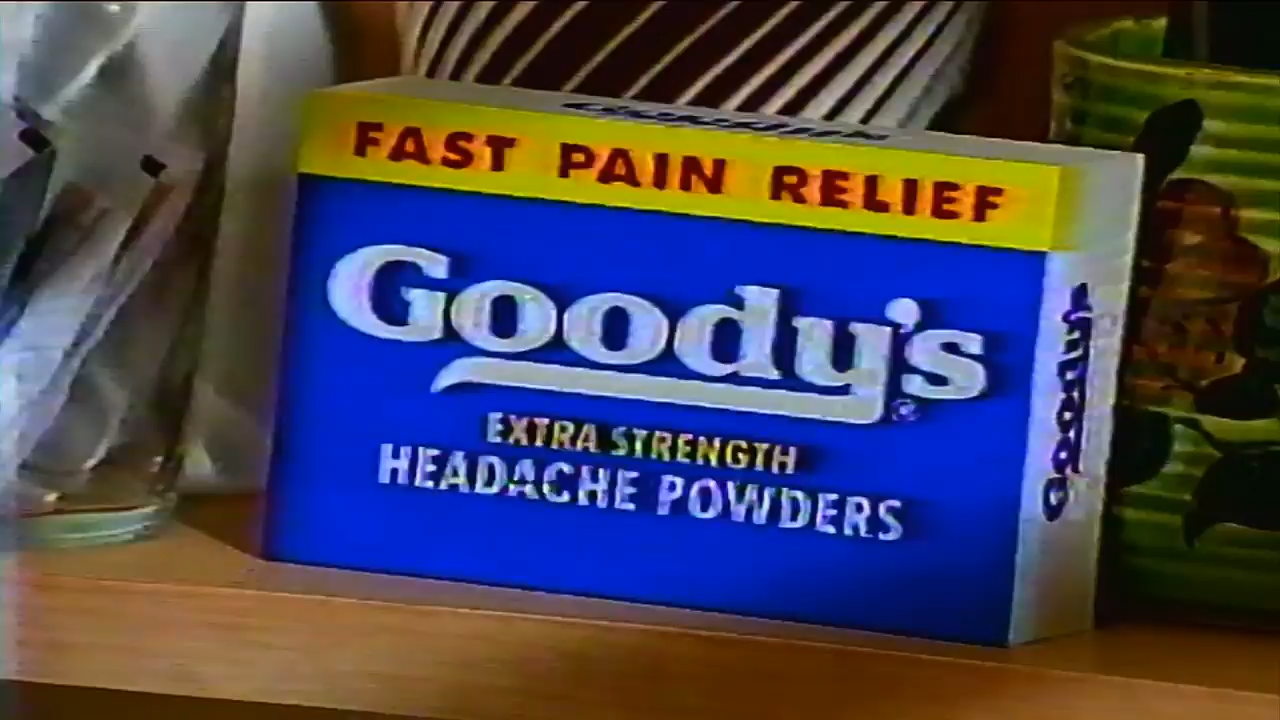 FAST PAIN RELIEF
Goody's®
EXTRA STRENGTH
HEADACHE POWDERS
Goody's